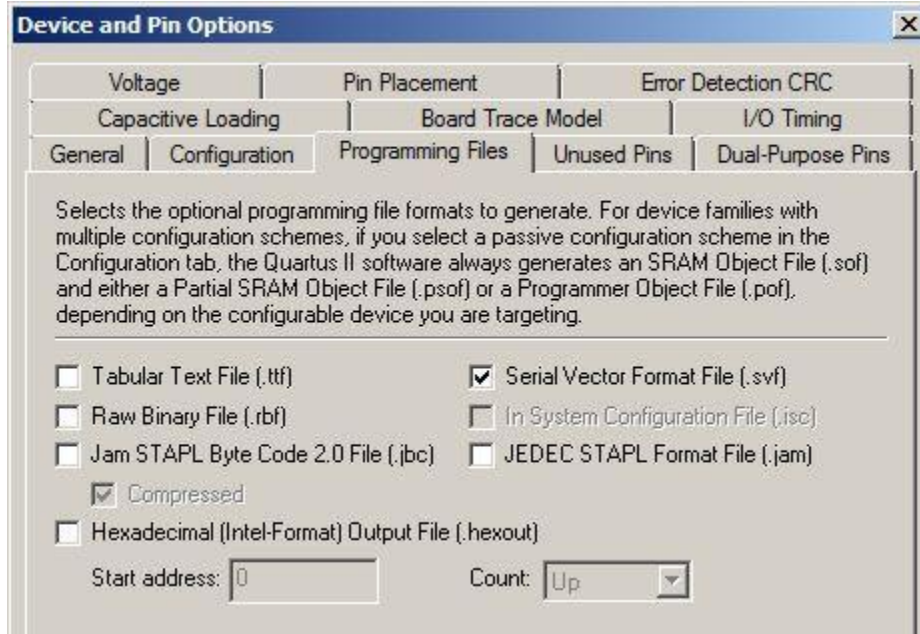 Device and Pin Options
Voltage Pin Placement Error Detection CRC
Capacitive Loading Board Trace Model I/O Timing
General Configuration Programming Files Unused Pins Dual-Purpose Pins
Selects the optional programming file formats to generate. For device families with
multiple configuration schemes, if you select a passive configuration scheme in the
Configuration tab, the Quartus II software always generates an SRAM Object File (.sof)
and either a Partial SRAM Object File (.psof) or a Programmer Object File (.pof),
depending on the configurable device you are targeting.
Tabular Text File (.ttf) Serial Vector Format File (.svf)
Raw Binary File (.rbf) In System Configuration File (.isc)
Jam STAPL Byte Code 2.0 File (.jbc) JEDEC STAPL Format File (.jam)
Compressed
Hexadecimal (Intel-Format) Output File (.hexout)
Start address: 0 Count: Up